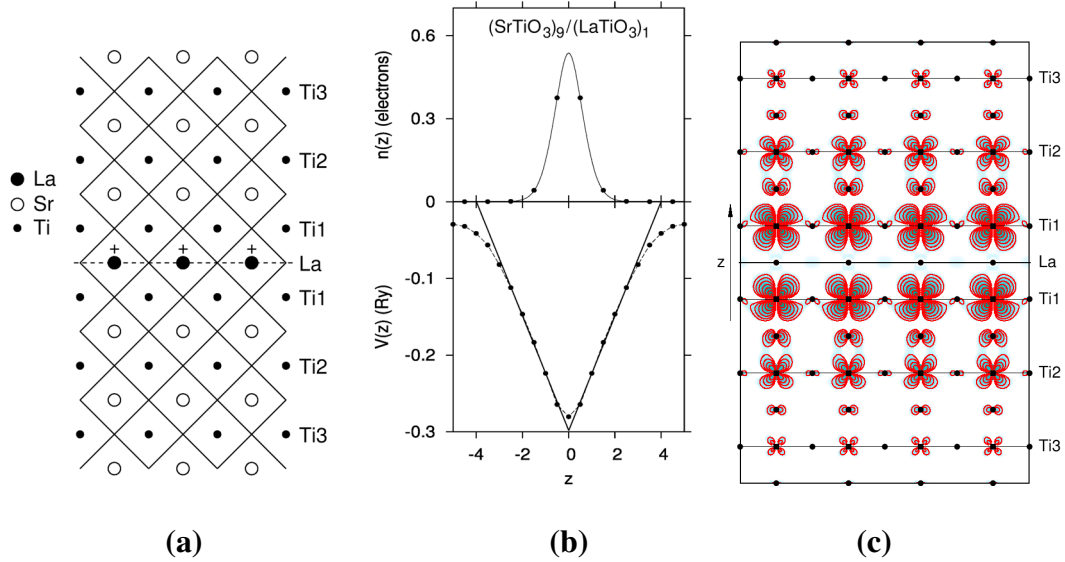 La
Sr
Ti
Ti3
Ti2
Ti1
+ + +
La
Ti1
Ti2
Ti3
(a)
(SrTiO3)9/(LaTiO3)1
n(z) (electrons)
0.6
0.3
0
V(z) (Ry)
-0.1
-0.2
-0.3
-4 -2 0 2 4
z
(b)
z
Ti3
Ti2
Ti1
La
Ti1
Ti2
Ti3
(c)